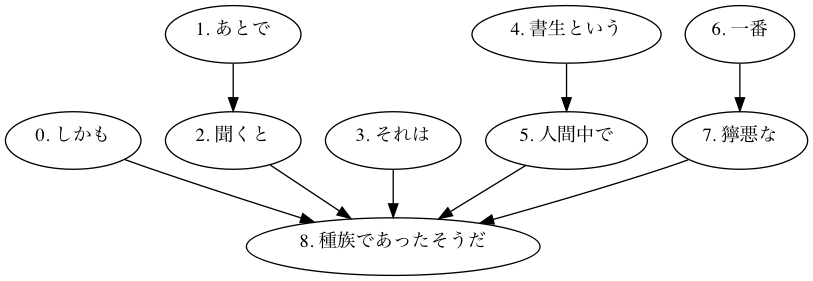 1. あとで
4. 書生という
6. 一番
0. しかも
2. 聞くと
3. それは
5. 人間中で
7. 獰悪な
8. 種族であったそうだ